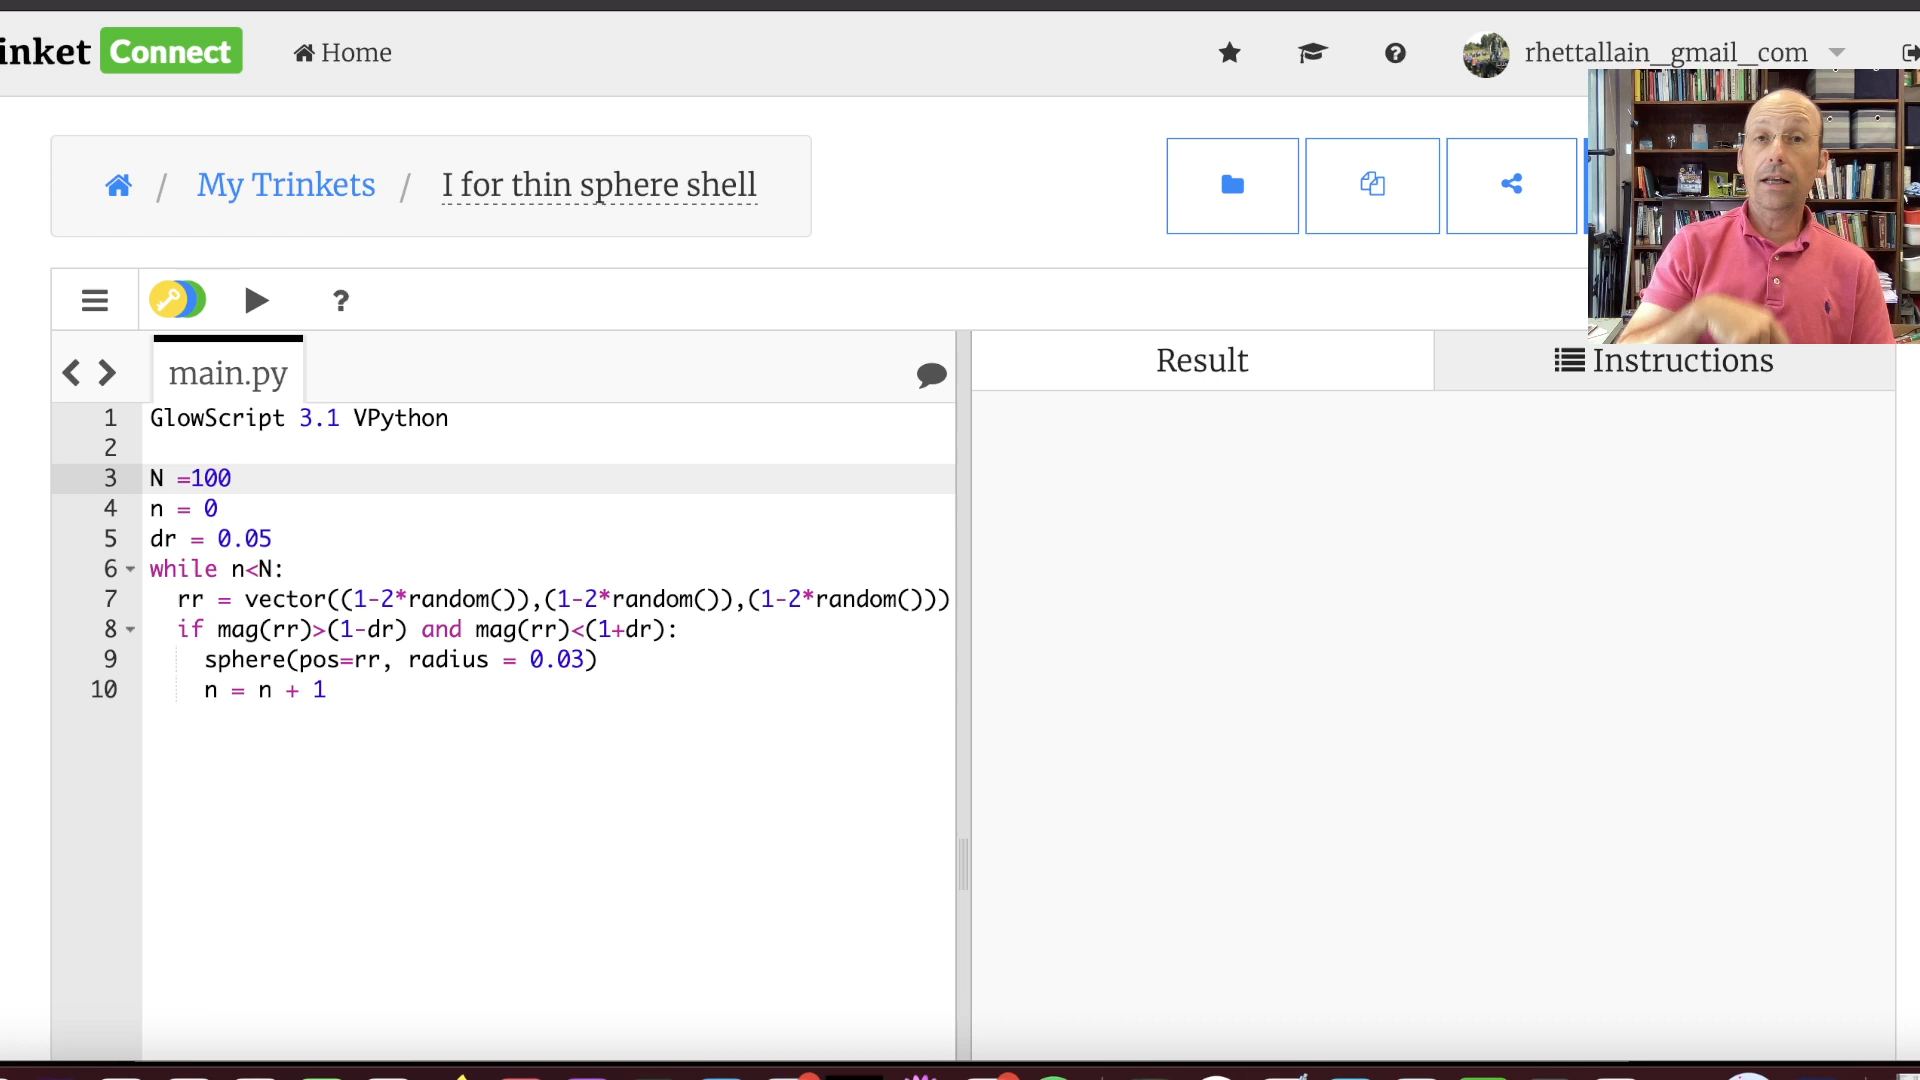 inket Connect Home rhettallain_gmail_com
/ My Trinkets / I for thin sphere shell
?
main.py
Result Instructions
1 GlowScript 3.1 VPython
2
3 N =100
4 n = 0
5 dr = 0.05
6 while n<N:
7 rr = vector((1-2*random()),(1-2*random()),(1-2*random()))
8 if mag(rr)>(1-dr) and mag(rr)<(1+dr):
9 sphere(pos=rr, radius = 0.03)
10 n = n + 1